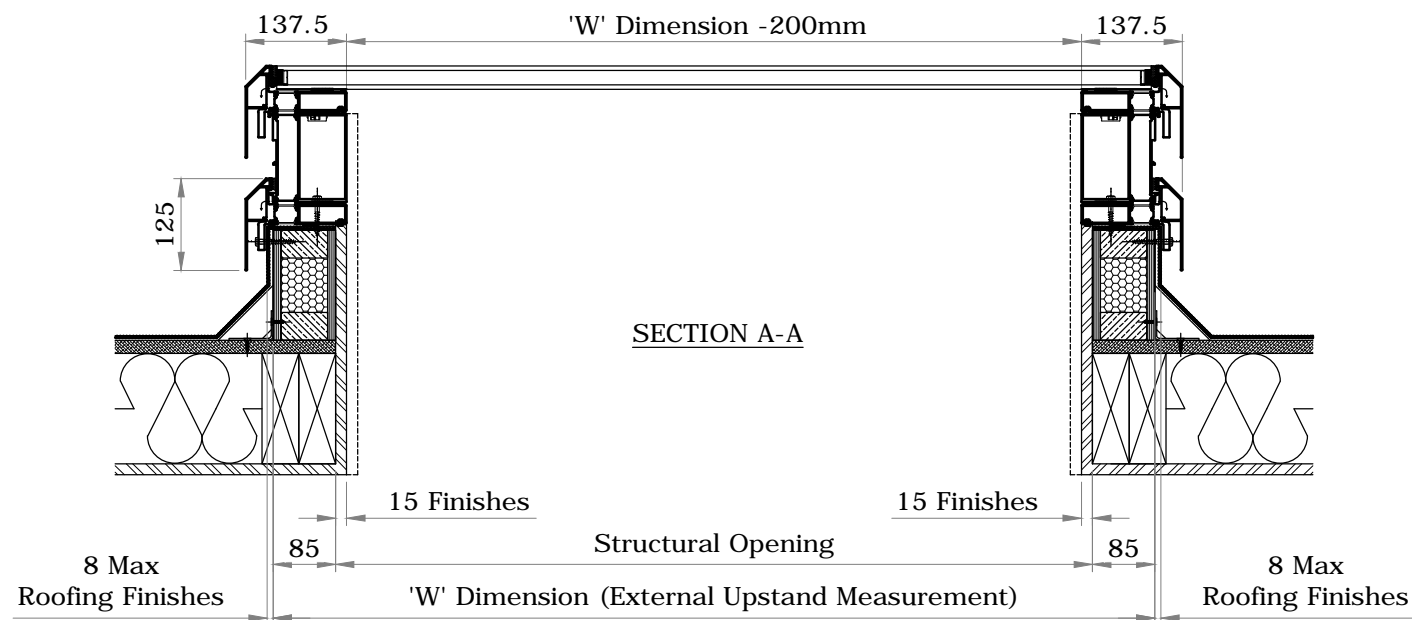 137.5
'W' Dimension -200mm
137.5
125
SECTION A-A
15 Finishes
15 Finishes
85
Structural Opening
85
8 Max
Roofing Finishes
'W' Dimension (External Upstand Measurement)
8 Max
Roofing Finishes